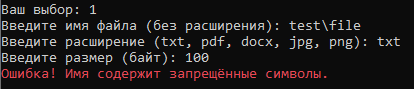 Ваш выбор: 1
Введите имя файла (без расширения): test\file
Введите расширение (txt, pdf, docx, jpg, png): txt
Введите размер (байт): 100
Ошибка! Имя содержит запрещённые символы.